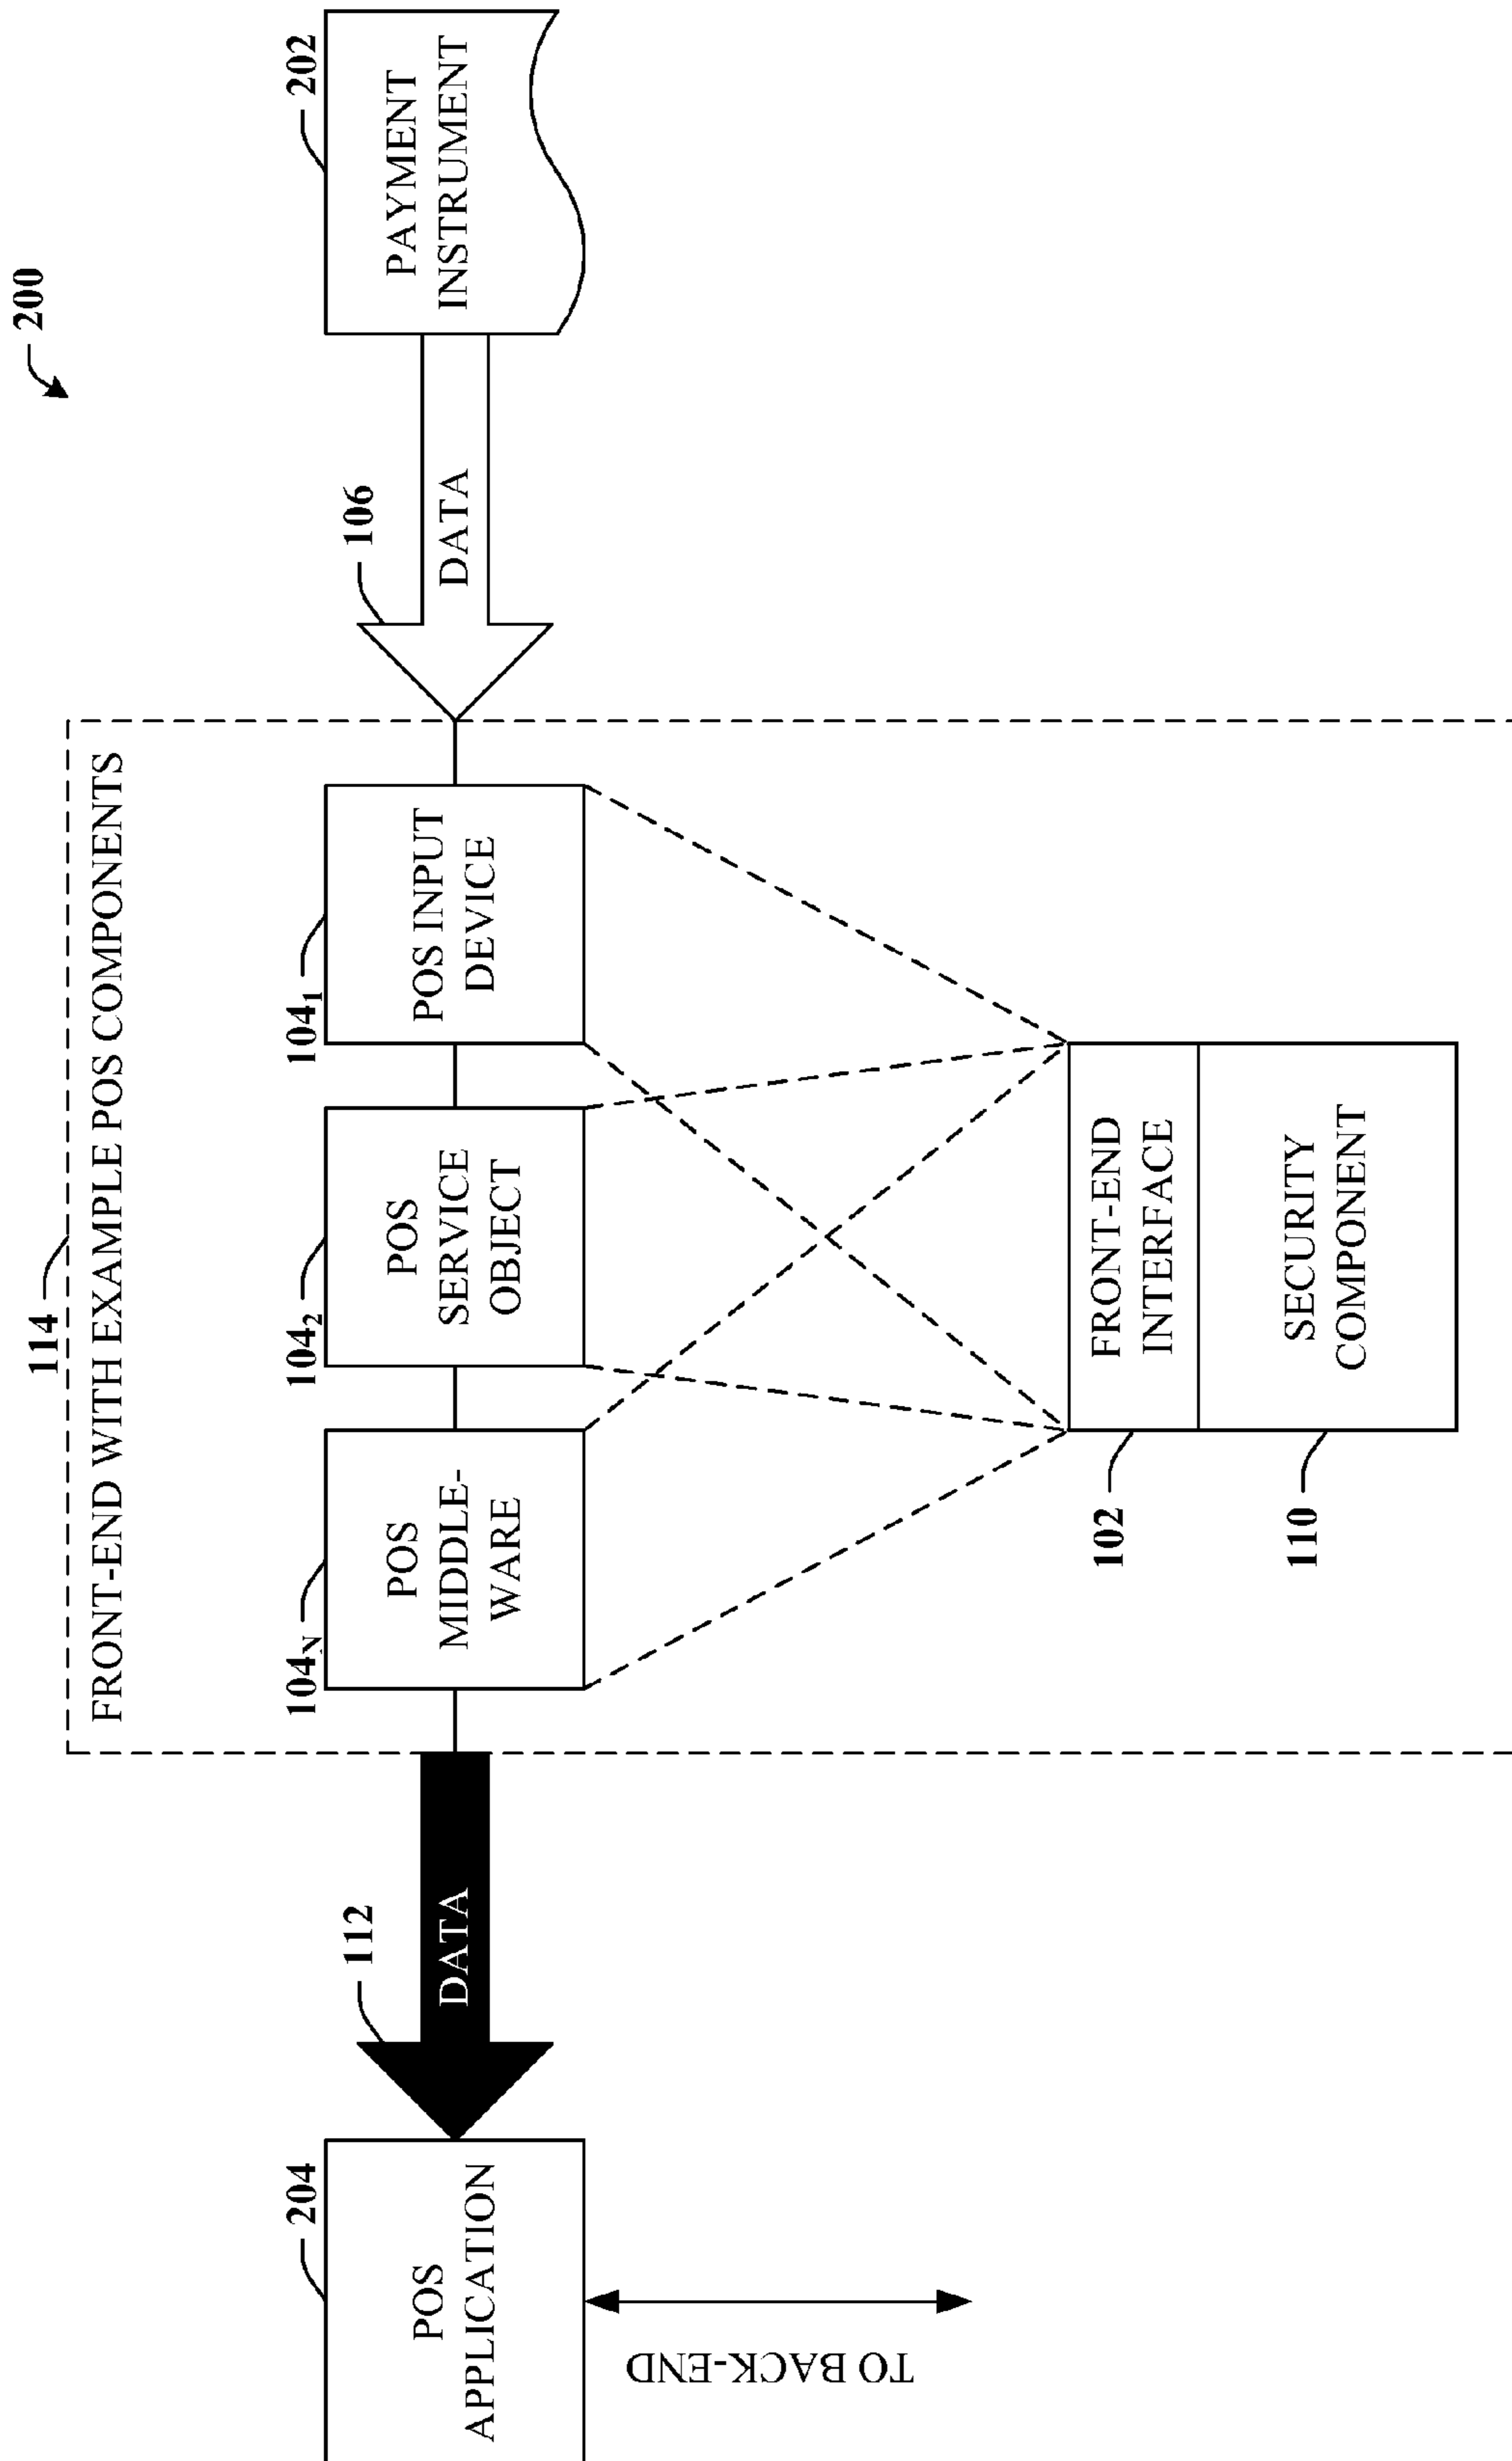 200
114
FRONT-END WITH EXAMPLE POS COMPONENTS
204
POS
APPLICATION
112
DATA
104N
POS
MIDDLE-
WARE
1042
POS
SERVICE
OBJECT
1041
POS INPUT
DEVICE
106
DATA
202
PAYMENT
INSTRUMENT
TO BACK-END
102
FRONT-END
INTERFACE
110
SECURITY
COMPONENT